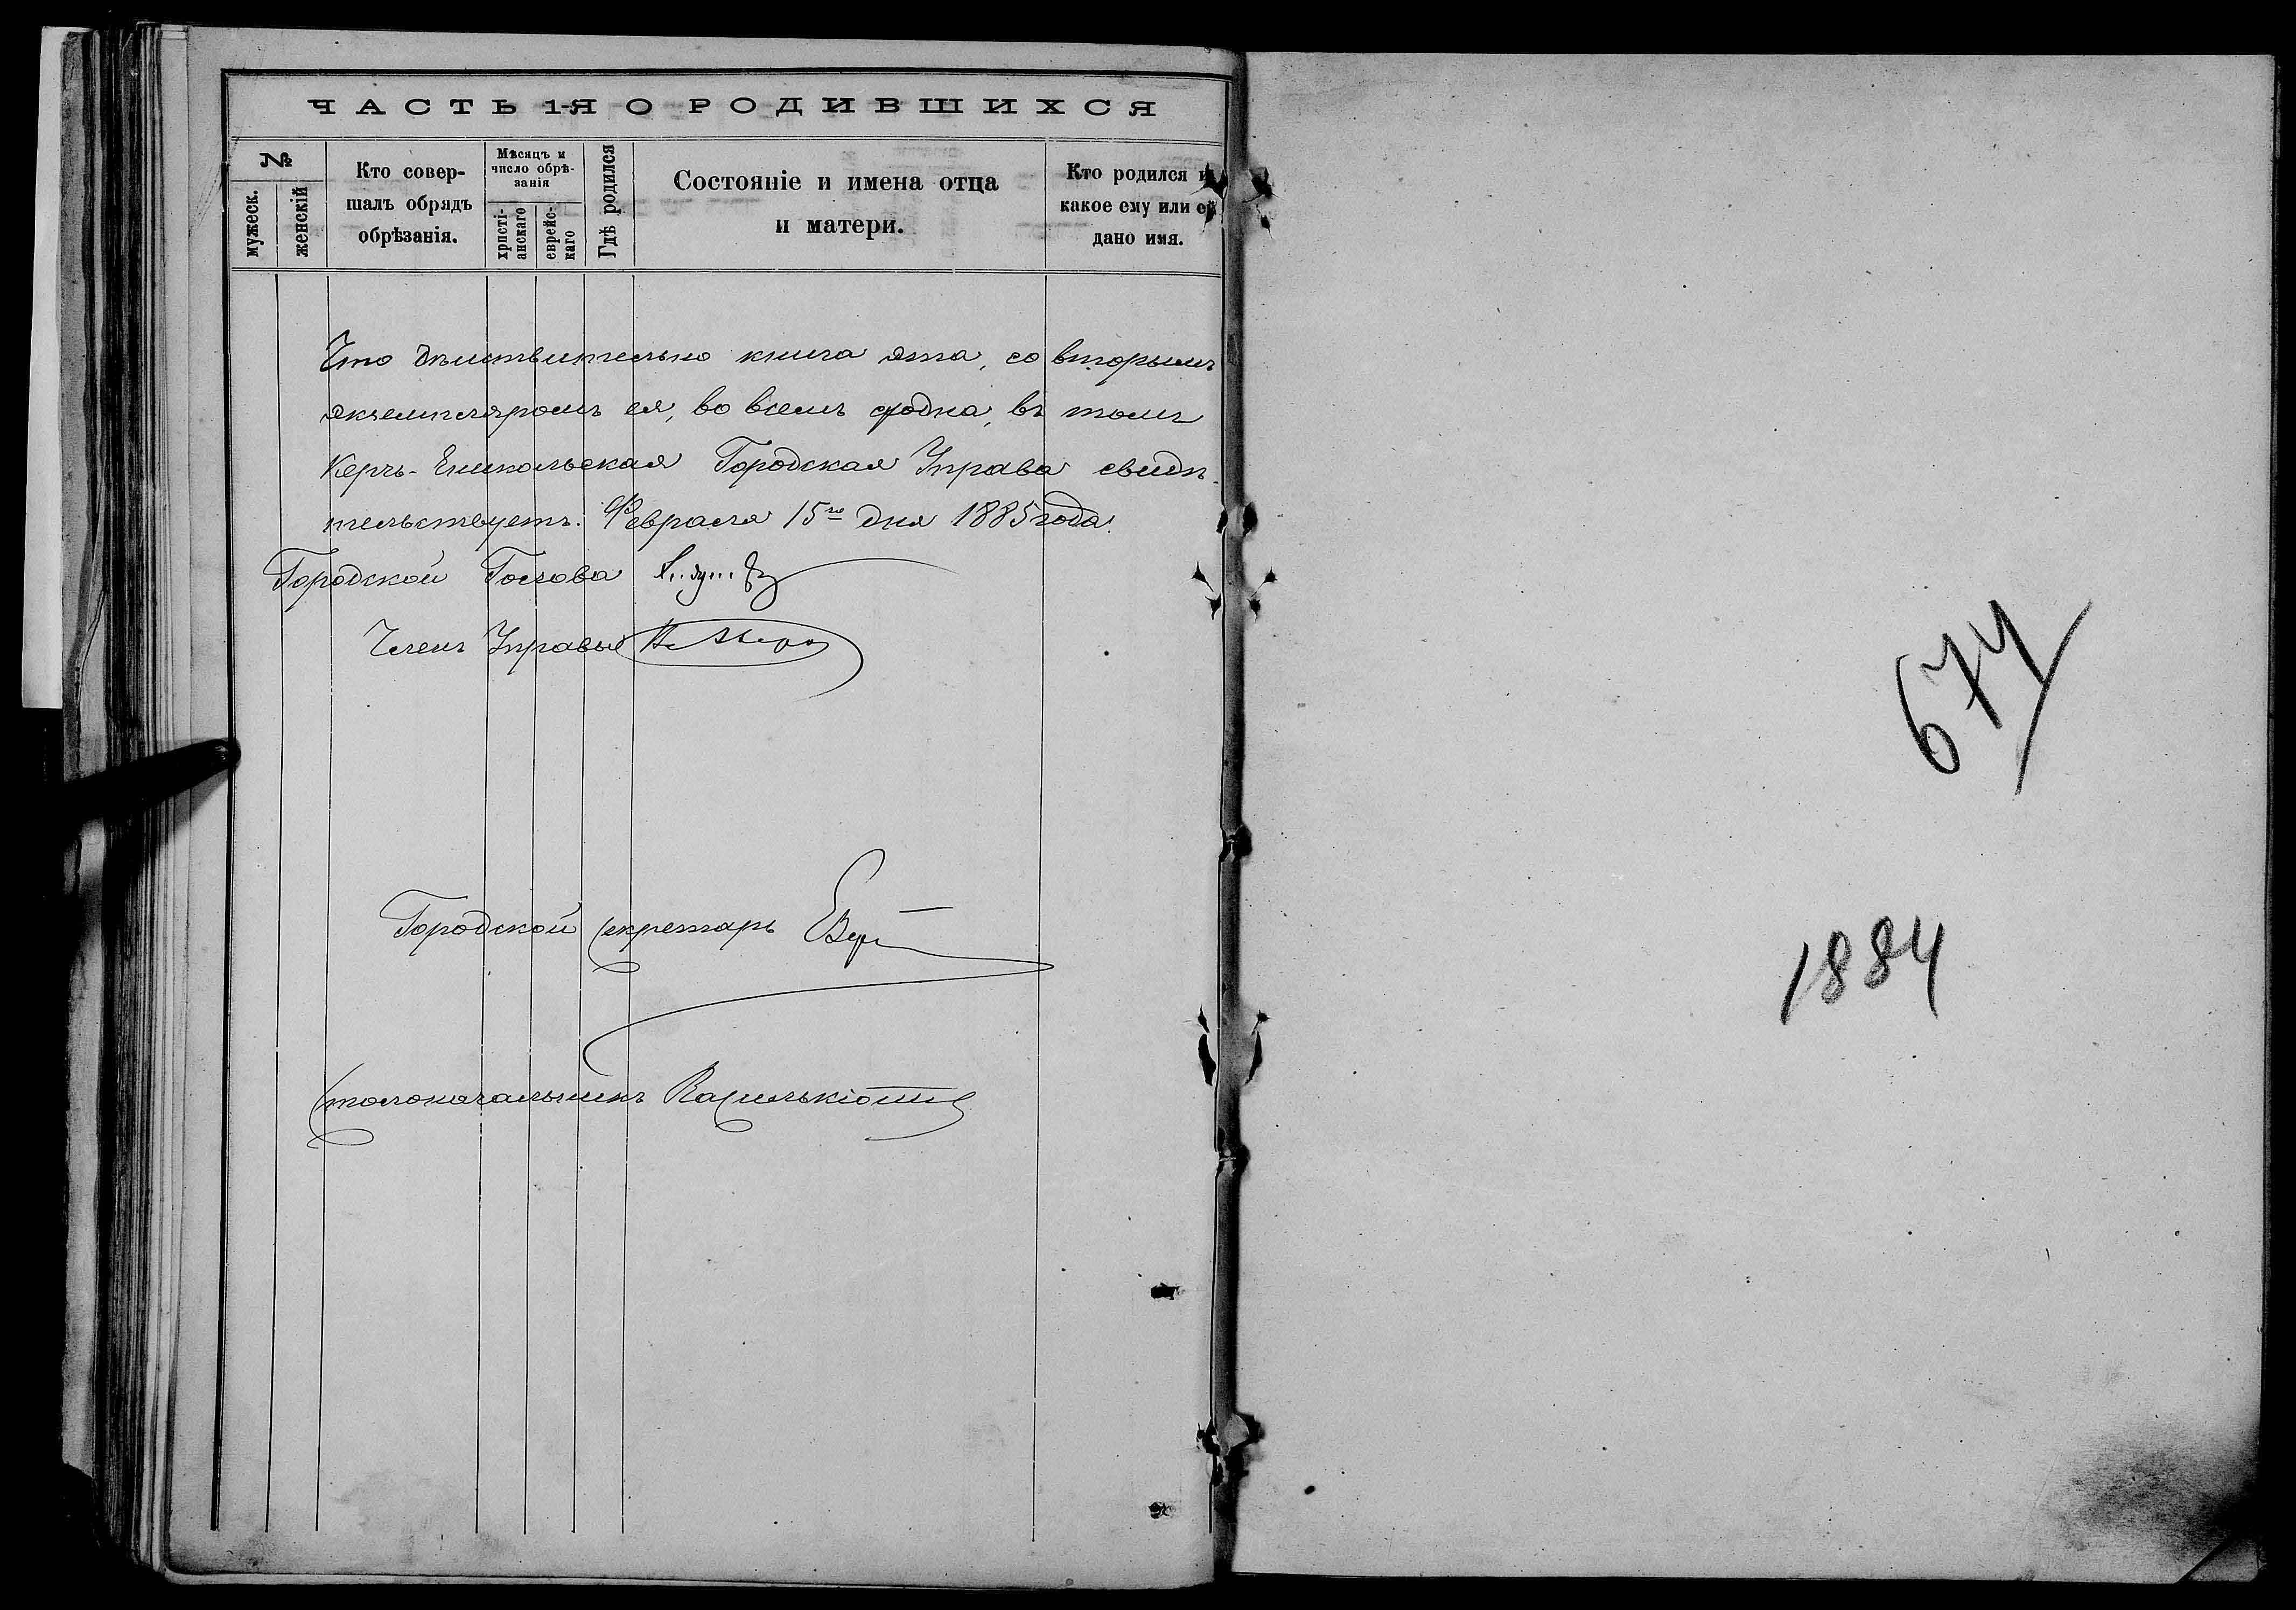 ЧАСТЬ 1-Я О РОДИВШИХСЯ
№
мужеск.
женскій
Кто совер-
шалъ обрядъ
обрѣзанія.
Мѣсяцъ и
число обрѣ-
занія
христі-
анскаго
еврейс-
каго
Гдѣ родился
Состояніе и имена отца
и матери.
Кто родился и
какое ему или ей
дано имя.
Что дѣйствительно книга эта, со вторымъ
экземпляромъ ея, во всемъ сходна, въ томъ
Керчь-Еникольская Городская Управа свидѣ-
тельствуетъ. Февраля 15го дня 1885 года.
Городской Голова
Членъ Управы
Городской Секретарь
Столоначальникъ
674
1884